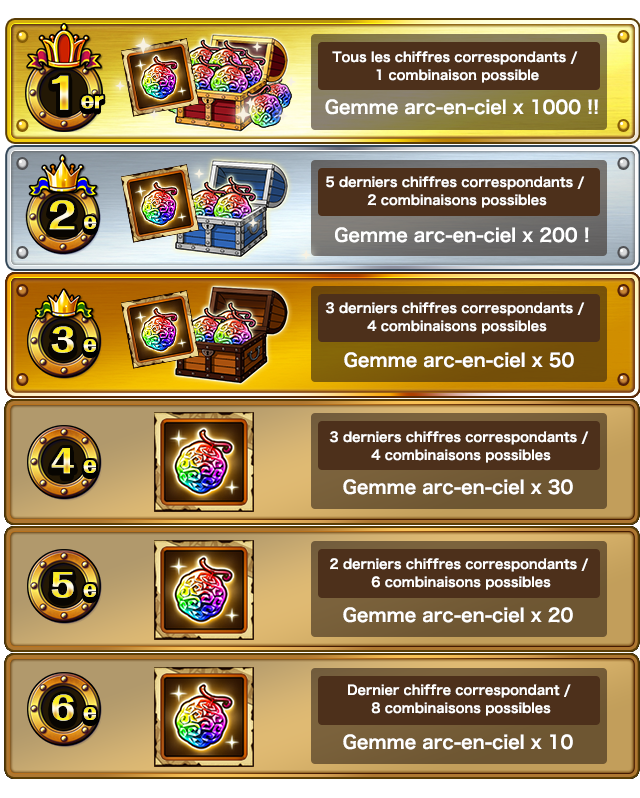 1er
Tous les chiffres correspondants /
1 combinaison possible
Gemme arc-en-ciel x 1000 !!
2e
5 derniers chiffres correspondants /
2 combinaisons possibles
Gemme arc-en-ciel x 200 !
3e
3 derniers chiffres correspondants /
4 combinaisons possibles
Gemme arc-en-ciel x 50
4e
3 derniers chiffres correspondants /
4 combinaisons possibles
Gemme arc-en-ciel x 30
5e
2 derniers chiffres correspondants /
6 combinaisons possibles
Gemme arc-en-ciel x 20
6e
Dernier chiffre correspondant /
8 combinaisons possibles
Gemme arc-en-ciel x 10